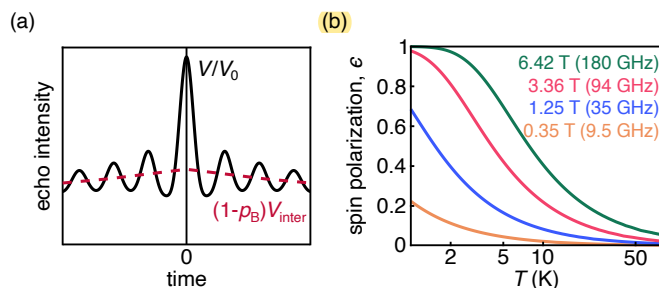 (a)
V/V0
echo intensity
(1-pB)Vinter
0
time
(b)
1
0.8
0.6
0.4
0.2
0
spin polarization, ϵ
6.42 T (180 GHz)
3.36 T (94 GHz)
1.25 T (35 GHz)
0.35 T (9.5 GHz)
2 5 10 50
T (K)